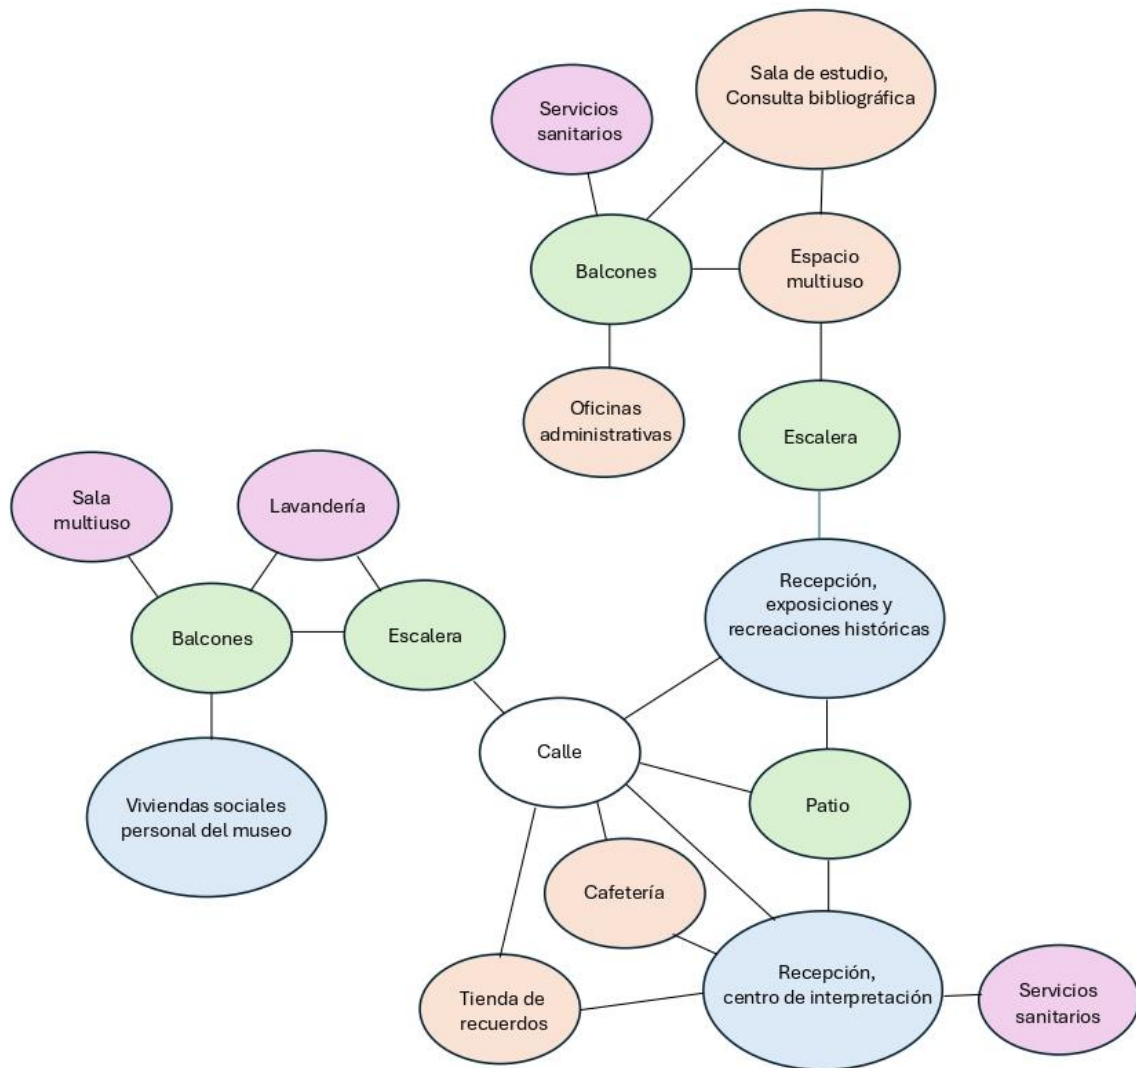 Sala de estudio,
Consulta bibliográfica
Servicios
sanitarios
Balcones
Espacio
multiuso
Oficinas
administrativas
Escalera
Sala
multiuso
Lavandería
Balcones
Escalera
Recepción,
exposiciones y
recreaciones históricas
Calle
Viviendas sociales
personal del museo
Patio
Cafetería
Recepción,
centro de interpretación
Tienda de
recuerdos
Servicios
sanitarios